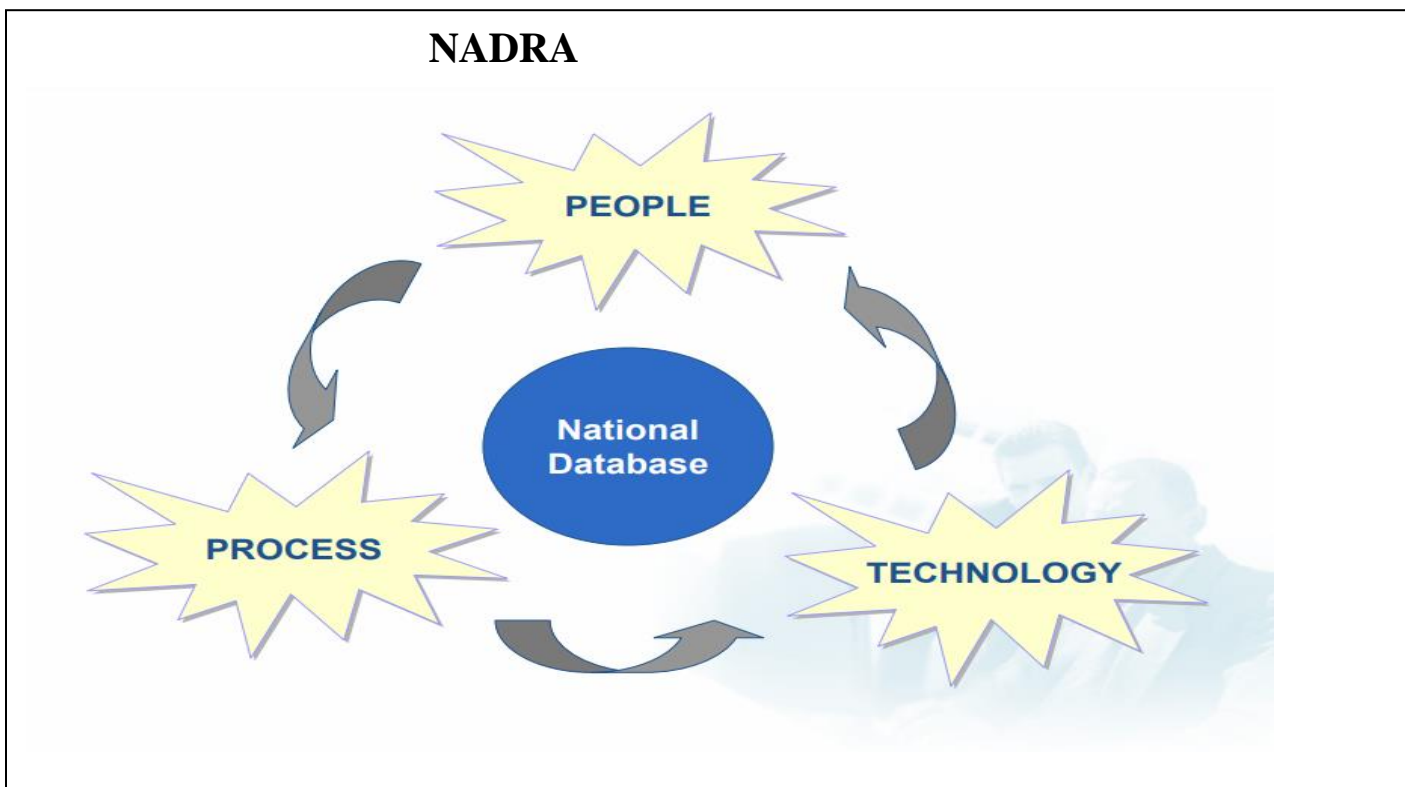 NADRA
PEOPLE
National
Database
PROCESS
TECHNOLOGY